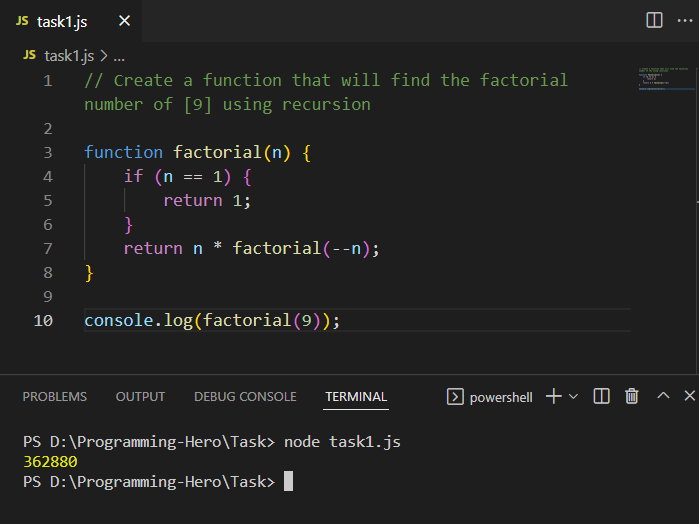 JS task1.js
JS task1.js > ...
1 // Create a function that will find the factorial
number of [9] using recursion
2
3 function factorial(n) {
4 if (n == 1) {
5 return 1;
6 }
7 return n * factorial(--n);
8 }
9
10 console.log(factorial(9));
PROBLEMS OUTPUT DEBUG CONSOLE TERMINAL powershell
PS D:\Programming-Hero\Task> node task1.js
362880
PS D:\Programming-Hero\Task>